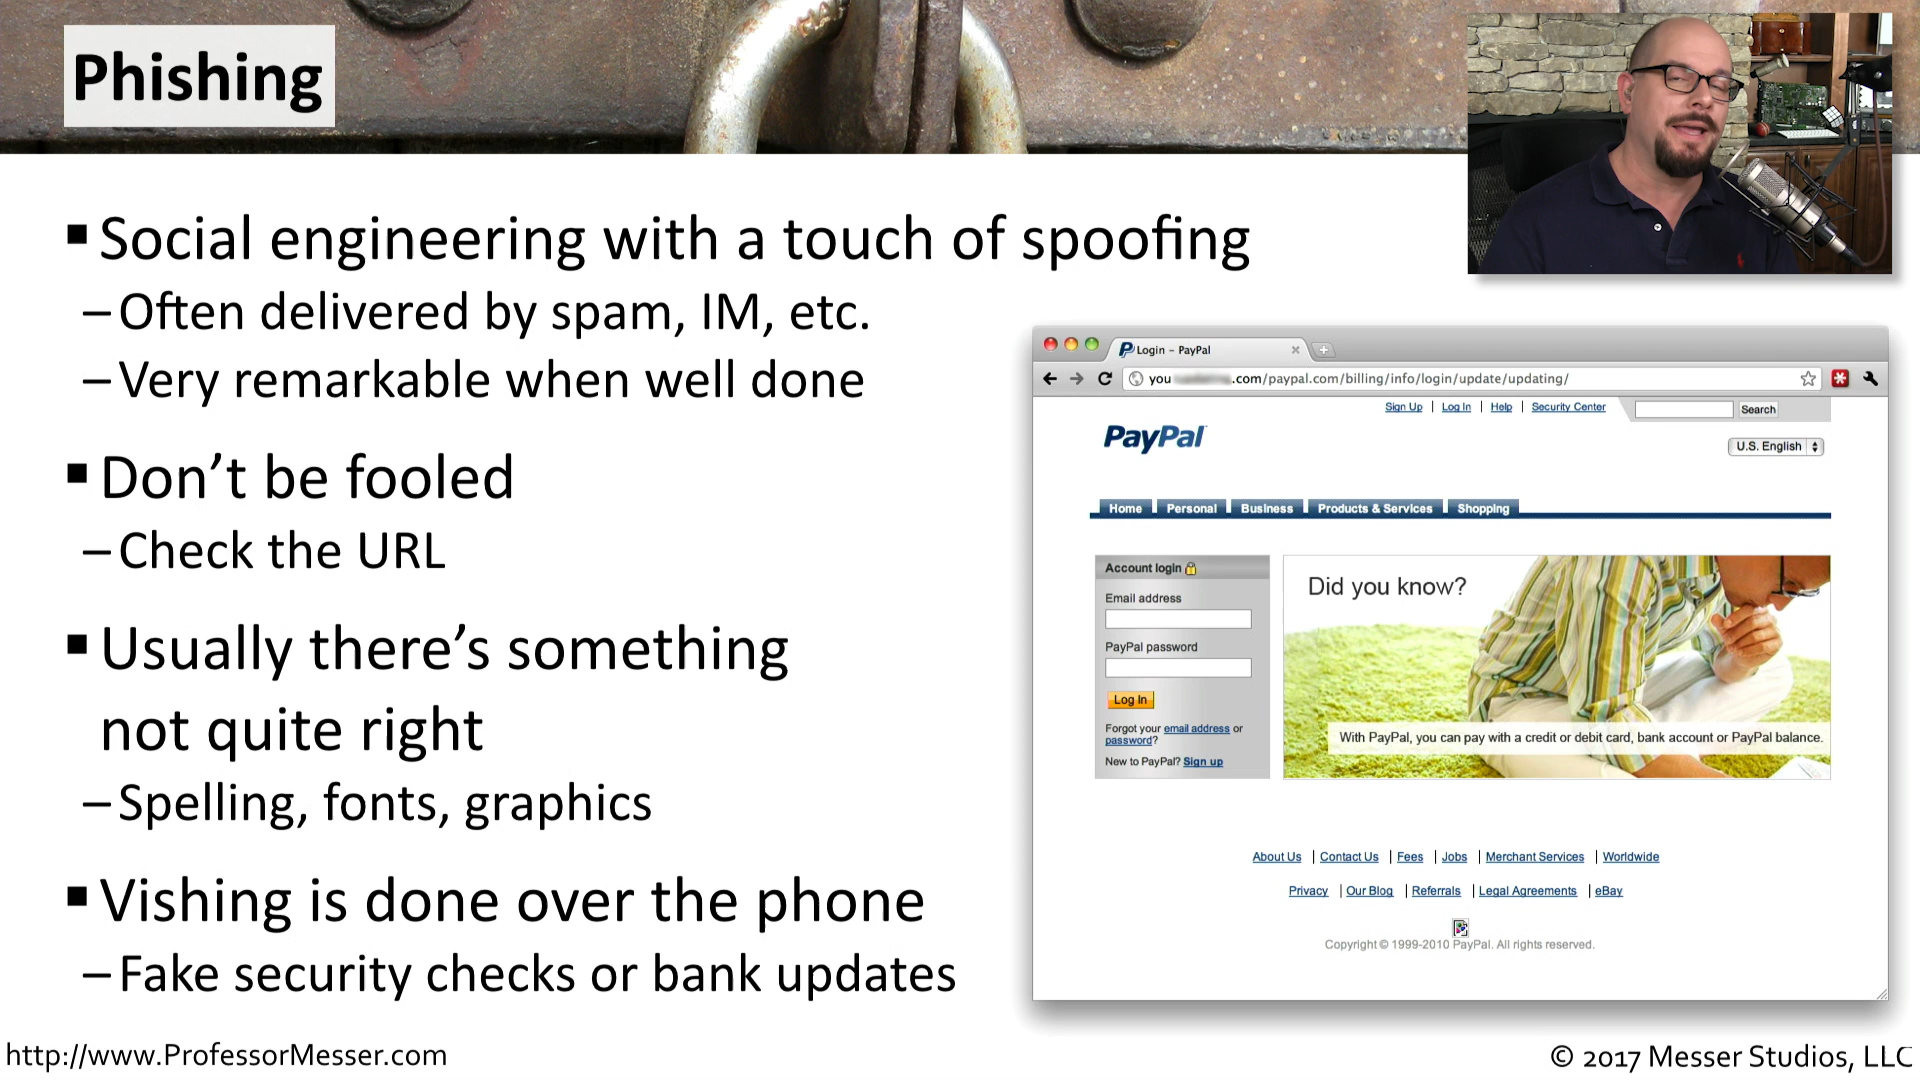 Phishing
▪ Social engineering with a touch of spoofing
– Often delivered by spam, IM, etc.
– Very remarkable when well done
▪ Don’t be fooled
– Check the URL
▪ Usually there’s something
not quite right
– Spelling, fonts, graphics
▪ Vishing is done over the phone
– Fake security checks or bank updates
Login – PayPal
you .com/paypal.com/billing/info/login/update/updating/
Sign Up | Log In | Help | Security Center
Search
PayPal
U.S. English
Home Personal Business Products & Services Shopping
Account login
Email address
PayPal password
Log In
Forgot your email address or
password?
New to PayPal? Sign up
Did you know?
With PayPal, you can pay with a credit or debit card, bank account or PayPal balance.
About Us | Contact Us | Fees | Jobs | Merchant Services | Worldwide
Privacy | Our Blog | Referrals | Legal Agreements | eBay
Copyright © 1999-2010 PayPal. All rights reserved.
http://www.ProfessorMesser.com
© 2017 Messer Studios, LLC